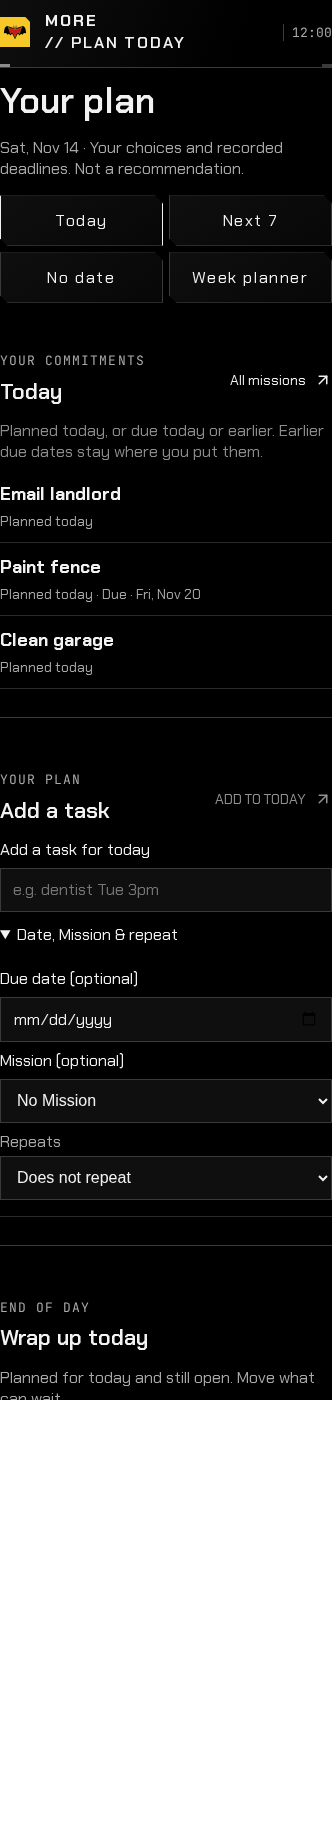 MORE
// PLAN TODAY
12:00
Your plan
Sat, Nov 14 · Your choices and recorded
deadlines. Not a recommendation.
Today
Next 7
No date
Week planner
YOUR COMMITMENTS
Today
All missions
Planned today, or due today or earlier. Earlier
due dates stay where you put them.
Email landlord
Planned today
Paint fence
Planned today · Due · Fri, Nov 20
Clean garage
Planned today
YOUR PLAN
Add a task
ADD TO TODAY
Add a task for today
e.g. dentist Tue 3pm
Date, Mission & repeat
Due date (optional)
mm/dd/yyyy
Mission (optional)
No Mission
Repeats
Does not repeat
END OF DAY
Wrap up today
Planned for today and still open. Move what
can wait